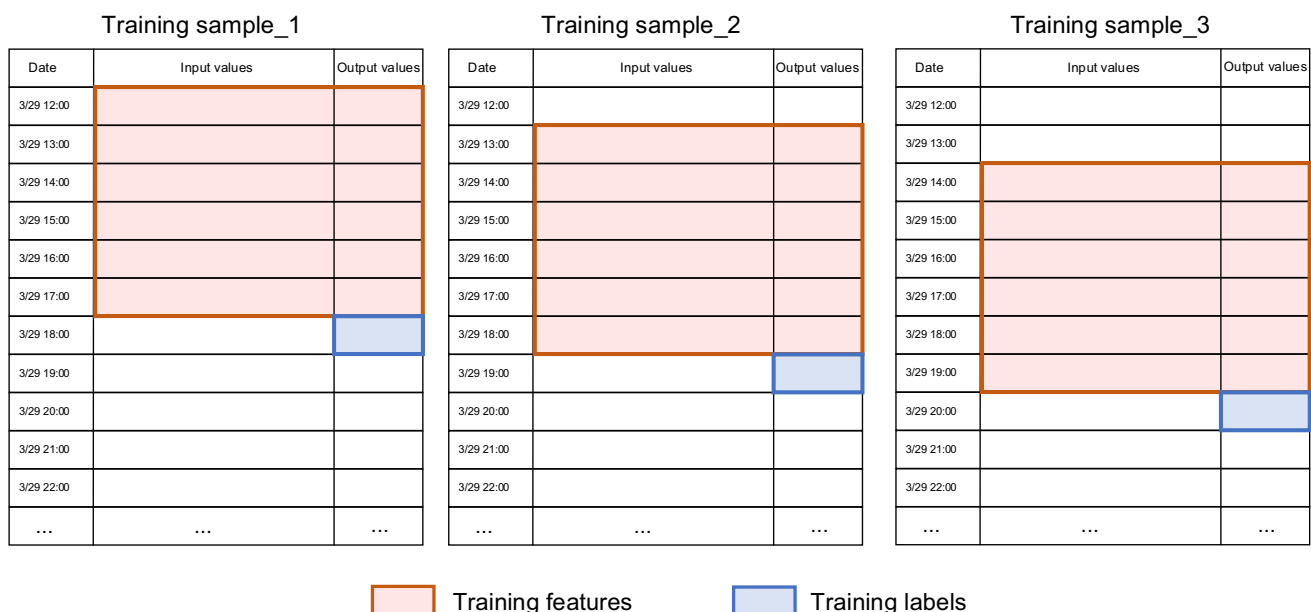 Training sample_1 Training sample_2 Training sample_3
Date Input values Output values Date Input values Output values Date Input values Output values
3/29 12:00 3/29 12:00 3/29 12:00
3/29 13:00 3/29 13:00 3/29 13:00
3/29 14:00 3/29 14:00 3/29 14:00
3/29 15:00 3/29 15:00 3/29 15:00
3/29 16:00 3/29 16:00 3/29 16:00
3/29 17:00 3/29 17:00 3/29 17:00
3/29 18:00 3/29 18:00 3/29 18:00
3/29 19:00 3/29 19:00 3/29 19:00
3/29 20:00 3/29 20:00 3/29 20:00
3/29 21:00 3/29 21:00 3/29 21:00
3/29 22:00 3/29 22:00 3/29 22:00
... ... ... ... ... ... ... ... ...
Training features Training labels